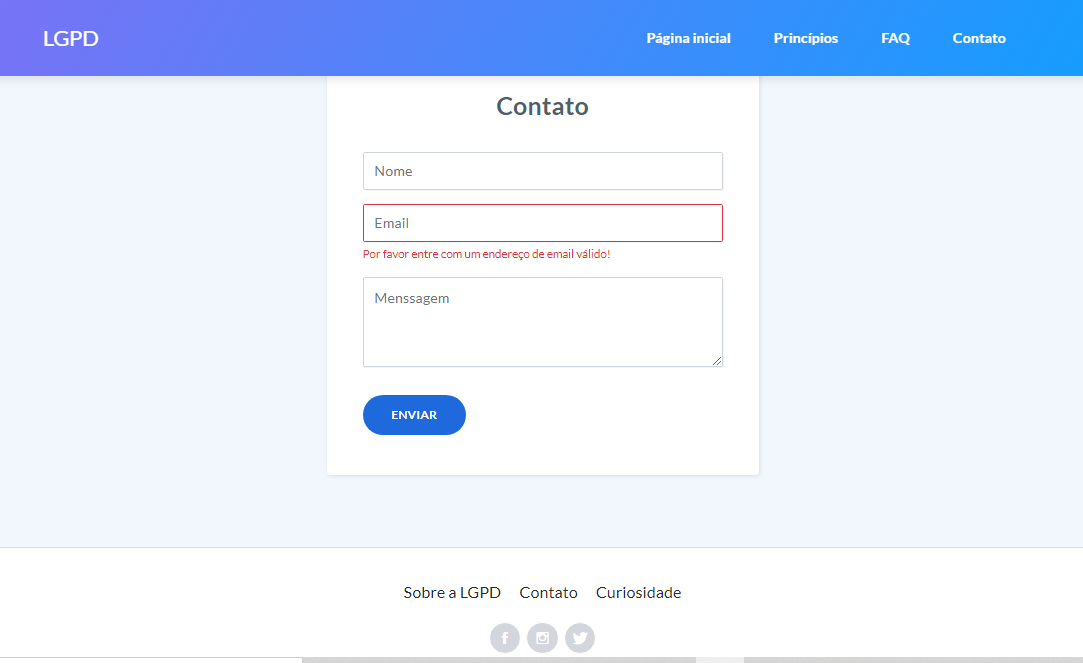 LGPD
Página inicial Princípios FAQ Contato
Contato
Nome
Email
Por favor entre com um endereço de email válido!
Menssagem
ENVIAR
Sobre a LGPD Contato Curiosidade